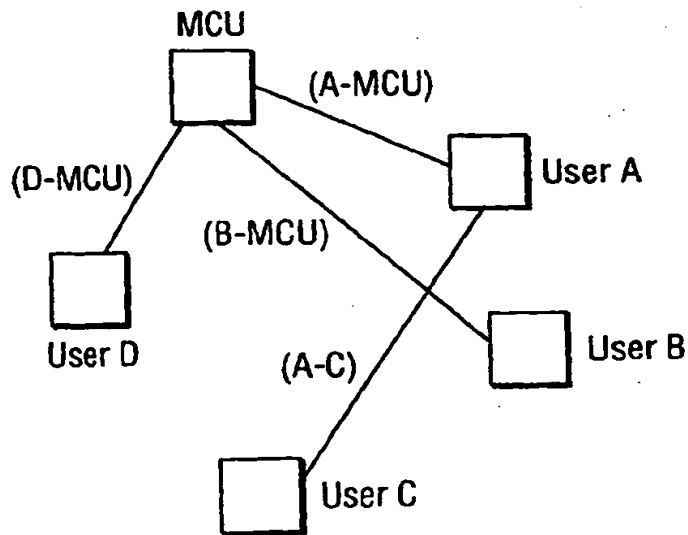 MCU
(A-MCU)
User A
(D-MCU)
(B-MCU)
User D
User B
(A-C)
User C